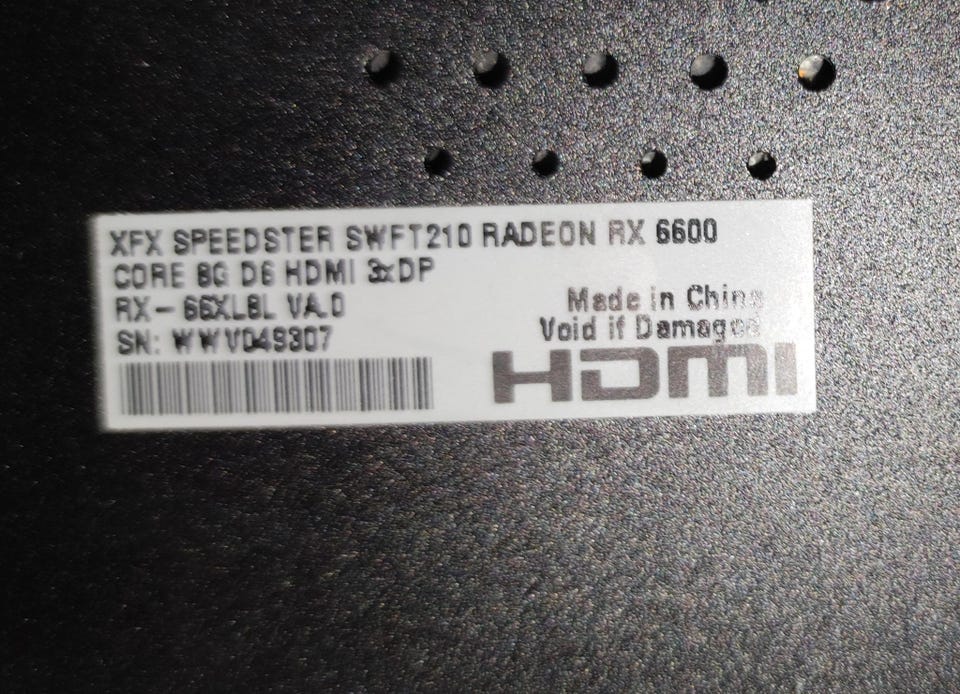 XFX SPEEDSTER SWFT210 RADEON RX 6600
CORE 8G D6 HDMI 3xDP
RX-66XL8L VA.0
SN: WWV049307
Made in China
Void if Damaged
HDMI